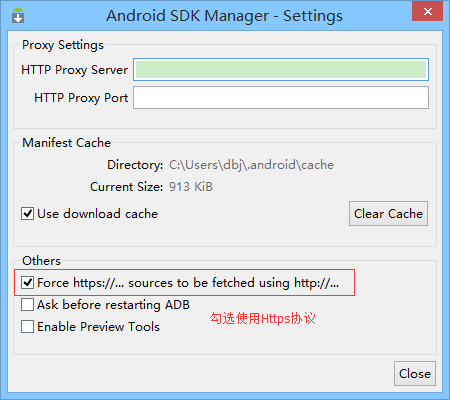 Android SDK Manager - Settings
Proxy Settings
HTTP Proxy Server
HTTP Proxy Port
Manifest Cache
Directory: C:\Users\dbj\.android\cache
Current Size: 913 KiB
Use download cache
Clear Cache
Others
Force https://... sources to be fetched using http://...
Ask before restarting ADB
Enable Preview Tools
勾选使用Https协议
Close